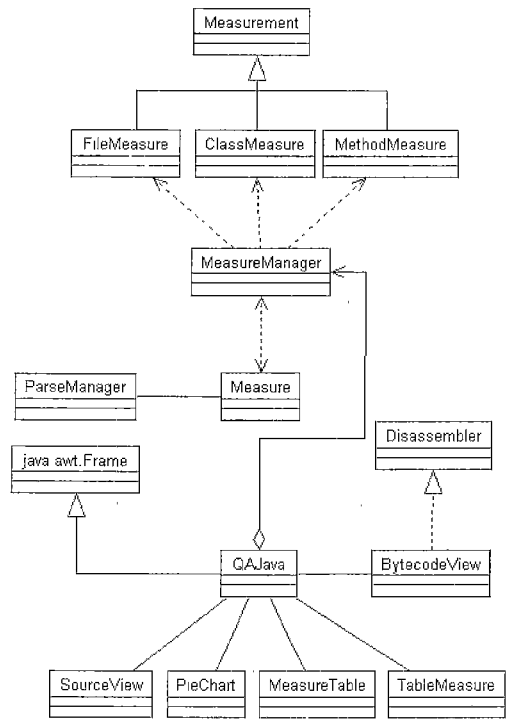 Measurement
FileMeasure
ClassMeasure
MethodMeasure
MeasureManager
ParseManager
Measure
java awt.Frame
Disassembler
QAJava
BytecodeView
SourceView
PieChart
MeasureTable
TableMeasure